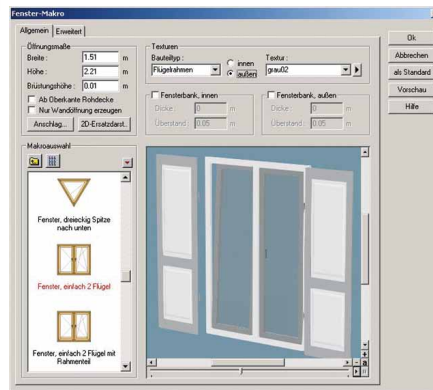 Fenster-Makro
Allgemein
Erweitert
Öffnungsmaße
Breite :
1.51
m
Höhe :
2.21
m
Brüstungshöhe :
0.01
m
Ab Oberkante Rohdecke
Nur Wandöffnung erzeugen
Anschlag...
2D-Ersatzdarst.
Texturen
Bauteiltyp :
Flügelrahmen
innen
außen
Textur :
grau02
Fensterbank, innen
Dicke :
0
m
Überstand :
0.05
m
Fensterbank, außen
Dicke :
0
m
Überstand :
0.05
m
Ok
Abbrechen
als Standard
Vorschau
Hilfe
Makroauswahl
Fenster, dreieckig Spitze
nach unten
Fenster, einfach 2 Flügel
Fenster, einfach 2 Flügel mit
Rahmenteil
a